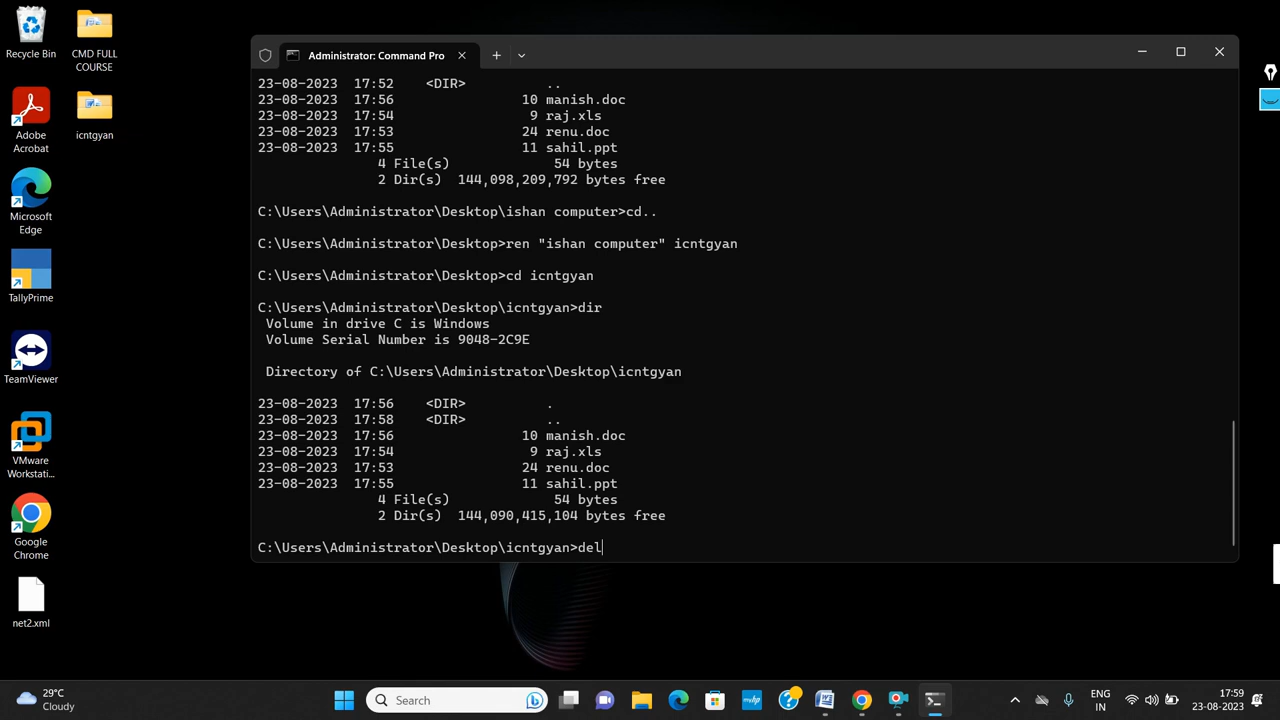 Recycle Bin
CMD FULL
COURSE
Adobe
Acrobat
icntgyan
Microsoft
Edge
TallyPrime
TeamViewer
VMware
Workstati...
Google
Chrome
net2.xml
Administrator: Command Pro
23-08-2023 17:52 <DIR> ..
23-08-2023 17:56 10 manish.doc
23-08-2023 17:54 9 raj.xls
23-08-2023 17:53 24 renu.doc
23-08-2023 17:55 11 sahil.ppt
4 File(s) 54 bytes
2 Dir(s) 144,098,209,792 bytes free
C:\Users\Administrator\Desktop\ishan computer>cd..
C:\Users\Administrator\Desktop>ren "ishan computer" icntgyan
C:\Users\Administrator\Desktop>cd icntgyan
C:\Users\Administrator\Desktop\icntgyan>dir
Volume in drive C is Windows
Volume Serial Number is 9048-2C9E
Directory of C:\Users\Administrator\Desktop\icntgyan
23-08-2023 17:56 <DIR> .
23-08-2023 17:58 <DIR> ..
23-08-2023 17:56 10 manish.doc
23-08-2023 17:54 9 raj.xls
23-08-2023 17:53 24 renu.doc
23-08-2023 17:55 11 sahil.ppt
4 File(s) 54 bytes
2 Dir(s) 144,090,415,104 bytes free
C:\Users\Administrator\Desktop\icntgyan>del
29°C
Cloudy
Search
myhp
ENG
IN
17:59
23-08-2023